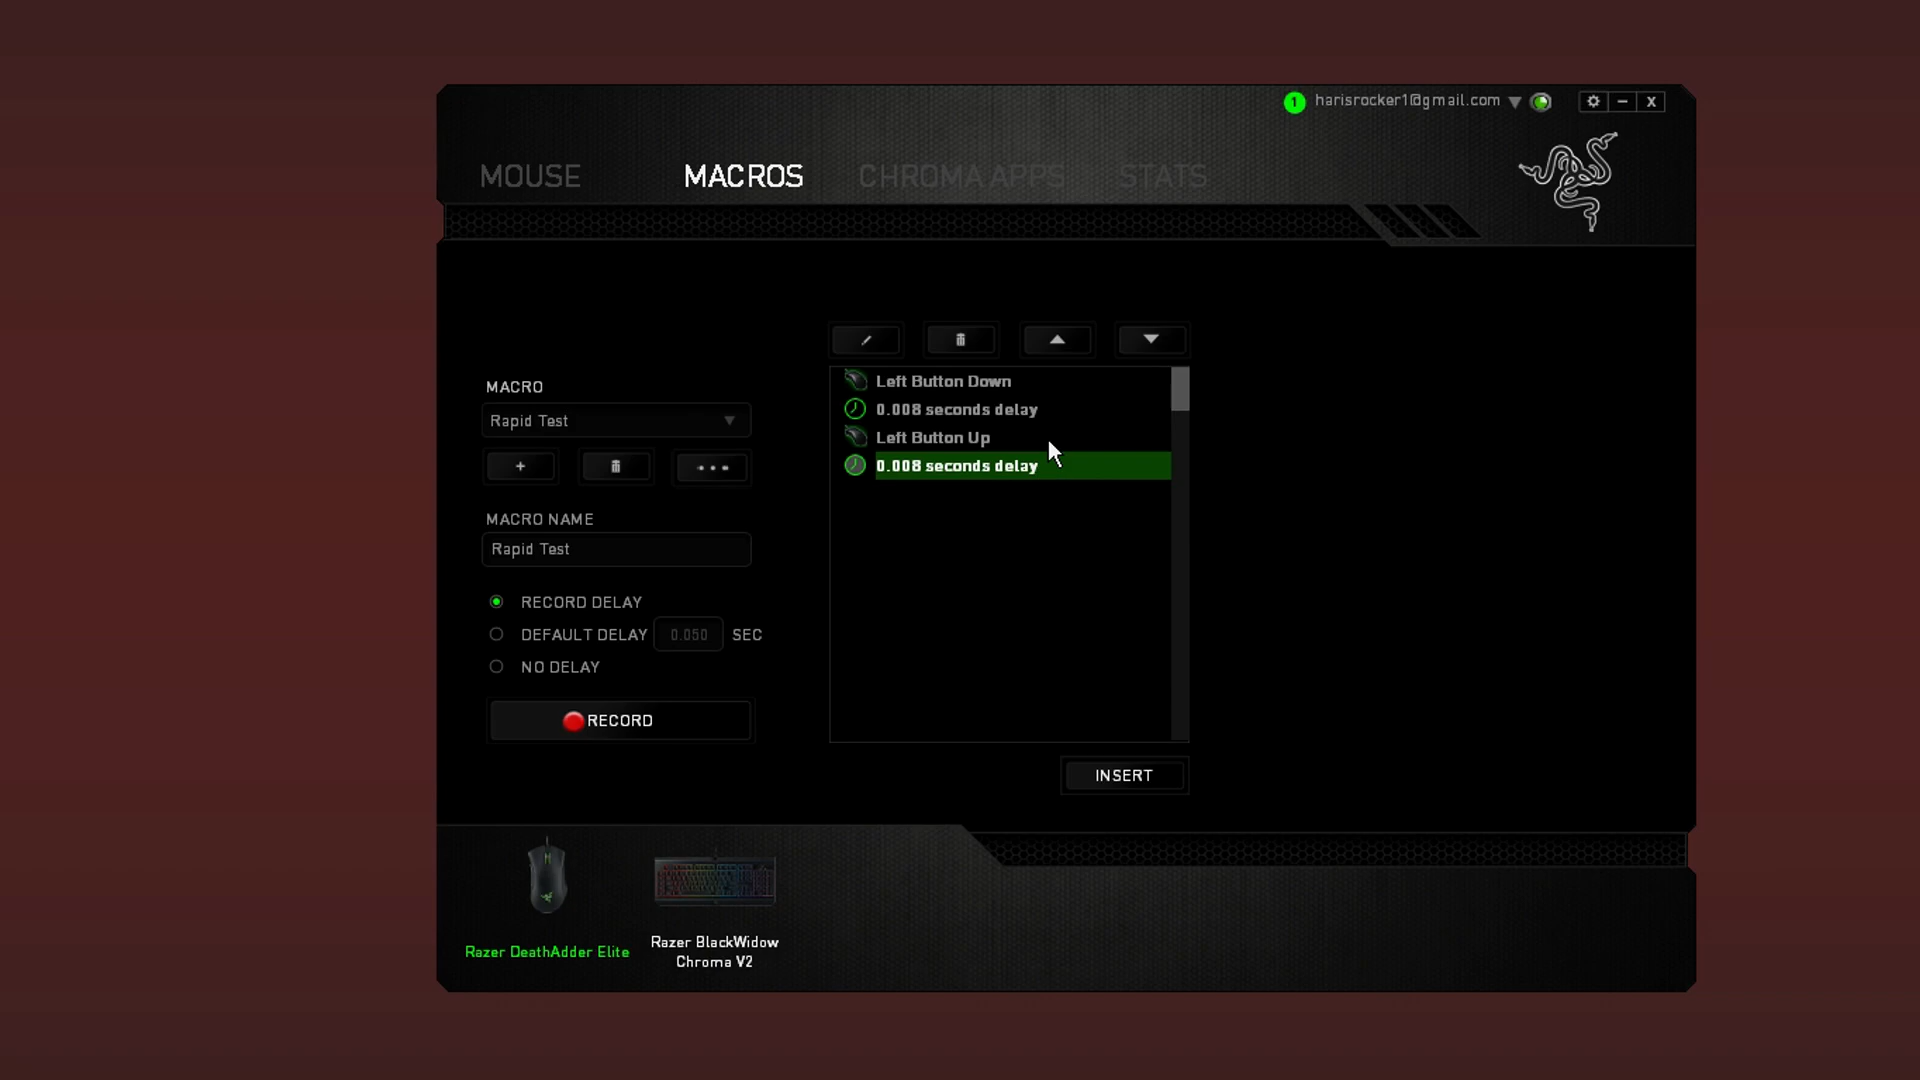 1 harisrocker1@gmail.com
X
MOUSE MACROS CHROMA APPS STATS
MACRO
Rapid Test
+
MACRO NAME
Rapid Test
RECORD DELAY
DEFAULT DELAY 0.050 SEC
NO DELAY
RECORD
Left Button Down
0.008 seconds delay
Left Button Up
0.008 seconds delay
INSERT
Razer DeathAdder Elite
Razer BlackWidow
Chroma V2